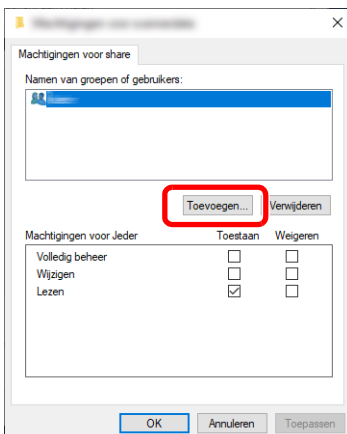 Machtigingen voor share
Namen van groepen of gebruikers:
Toevoegen...
Verwijderen
Machtigingen voor Jeder Toestaan Weigeren
Volledig beheer
Wijzigen
Lezen
OK Annuleren Toepassen